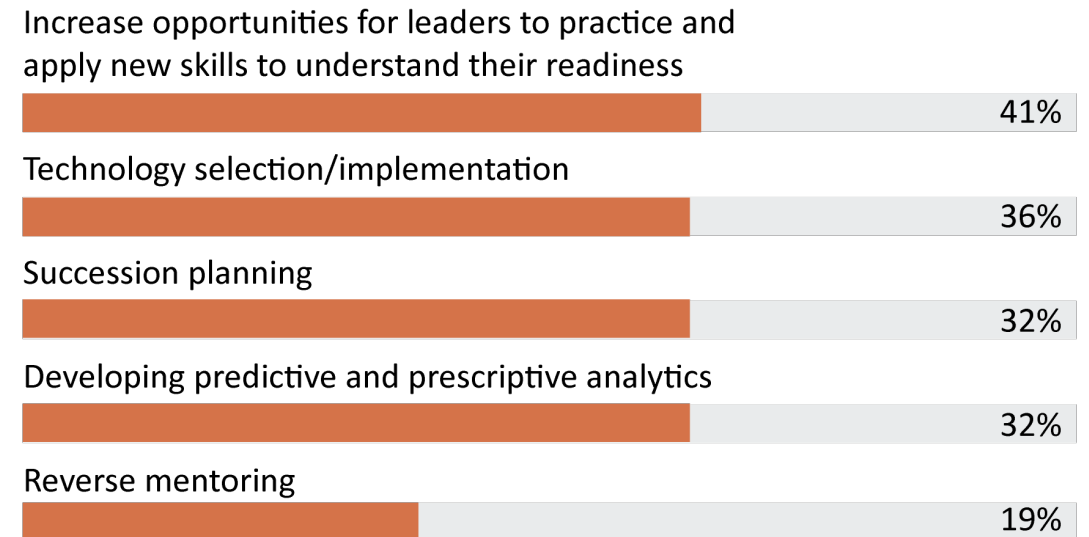 Increase opportunities for leaders to practice and
apply new skills to understand their readiness
41%
Technology selection/implementation
36%
Succession planning
32%
Developing predictive and prescriptive analytics
32%
Reverse mentoring
19%